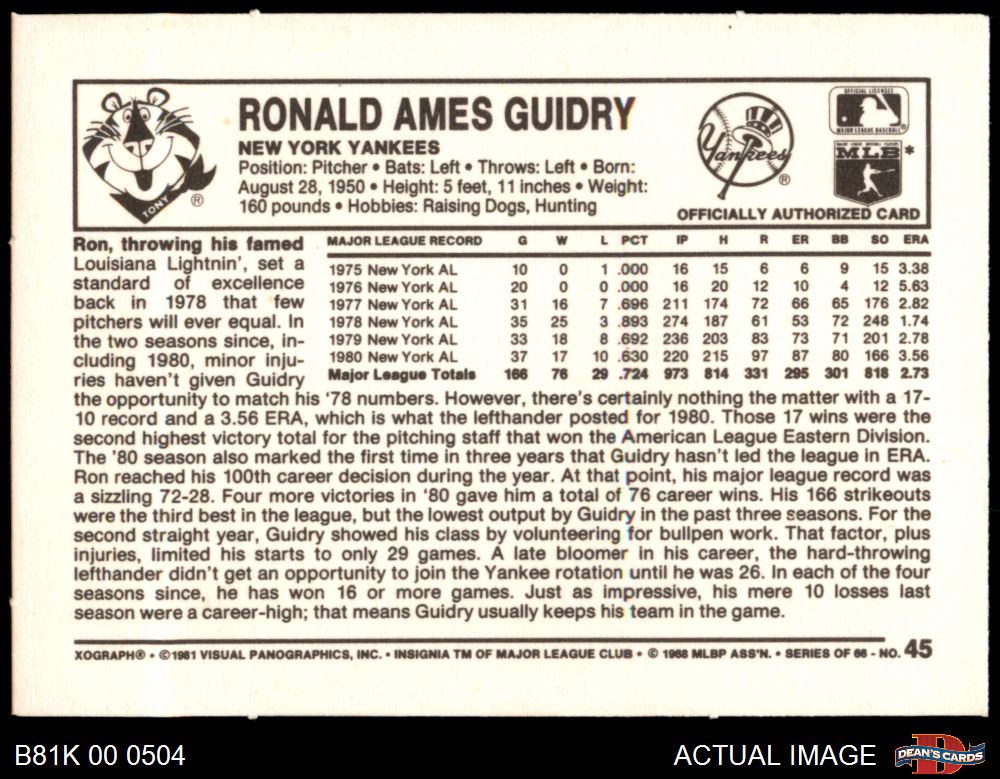 TONY
®
RONALD AMES GUIDRY
NEW YORK YANKEES
Position: Pitcher • Bats: Left • Throws: Left • Born:
August 28, 1950 • Height: 5 feet, 11 inches • Weight:
160 pounds • Hobbies: Raising Dogs, Hunting
Yankees
®
OFFICIAL LICENSEE
MAJOR LEAGUE BASEBALL
MAJOR LEAGUE BASEBALL PLAYERS
MLB *
OFFICIALLY AUTHORIZED CARD
Ron, throwing his famed
Louisiana Lightnin', set a
standard of excellence
back in 1978 that few
pitchers will ever equal. In
the two seasons since, in-
cluding 1980, minor inju-
ries haven't given Guidry
MAJOR LEAGUE RECORD G W L PCT IP H R ER BB SO ERA
1975 New York AL 10 0 1 .000 16 15 6 6 9 15 3.38
1976 New York AL 20 0 0 .000 16 20 12 10 4 12 5.63
1977 New York AL 31 16 7 .696 211 174 72 66 65 176 2.82
1978 New York AL 35 25 3 .893 274 187 61 53 72 248 1.74
1979 New York AL 33 18 8 .692 236 203 83 73 71 201 2.78
1980 New York AL 37 17 10 .630 220 215 97 87 80 166 3.56
Major League Totals 166 76 29 .724 973 814 331 295 301 818 2.73
the opportunity to match his '78 numbers. However, there's certainly nothing the matter with a 17-
10 record and a 3.56 ERA, which is what the lefthander posted for 1980. Those 17 wins were the
second highest victory total for the pitching staff that won the American League Eastern Division.
The '80 season also marked the first time in three years that Guidry hasn't led the league in ERA.
Ron reached his 100th career decision during the year. At that point, his major league record was
a sizzling 72-28. Four more victories in '80 gave him a total of 76 career wins. His 166 strikeouts
were the third best in the league, but the lowest output by Guidry in the past three seasons. For the
second straight year, Guidry showed his class by volunteering for bullpen work. That factor, plus
injuries, limited his starts to only 29 games. A late bloomer in his career, the hard-throwing
lefthander didn't get an opportunity to join the Yankee rotation until he was 26. In each of the four
seasons since, he has won 16 or more games. Just as impressive, his mere 10 losses last
season were a career-high; that means Guidry usually keeps his team in the game.
XOGRAPH® • ©1981 VISUAL PANOGRAPHICS, INC. • INSIGNIA TM OF MAJOR LEAGUE CLUB • © 1968 MLBP ASS'N. • SERIES OF 66 - NO. 45
B81K 00 0504
ACTUAL IMAGE
DEAN'S CARDS